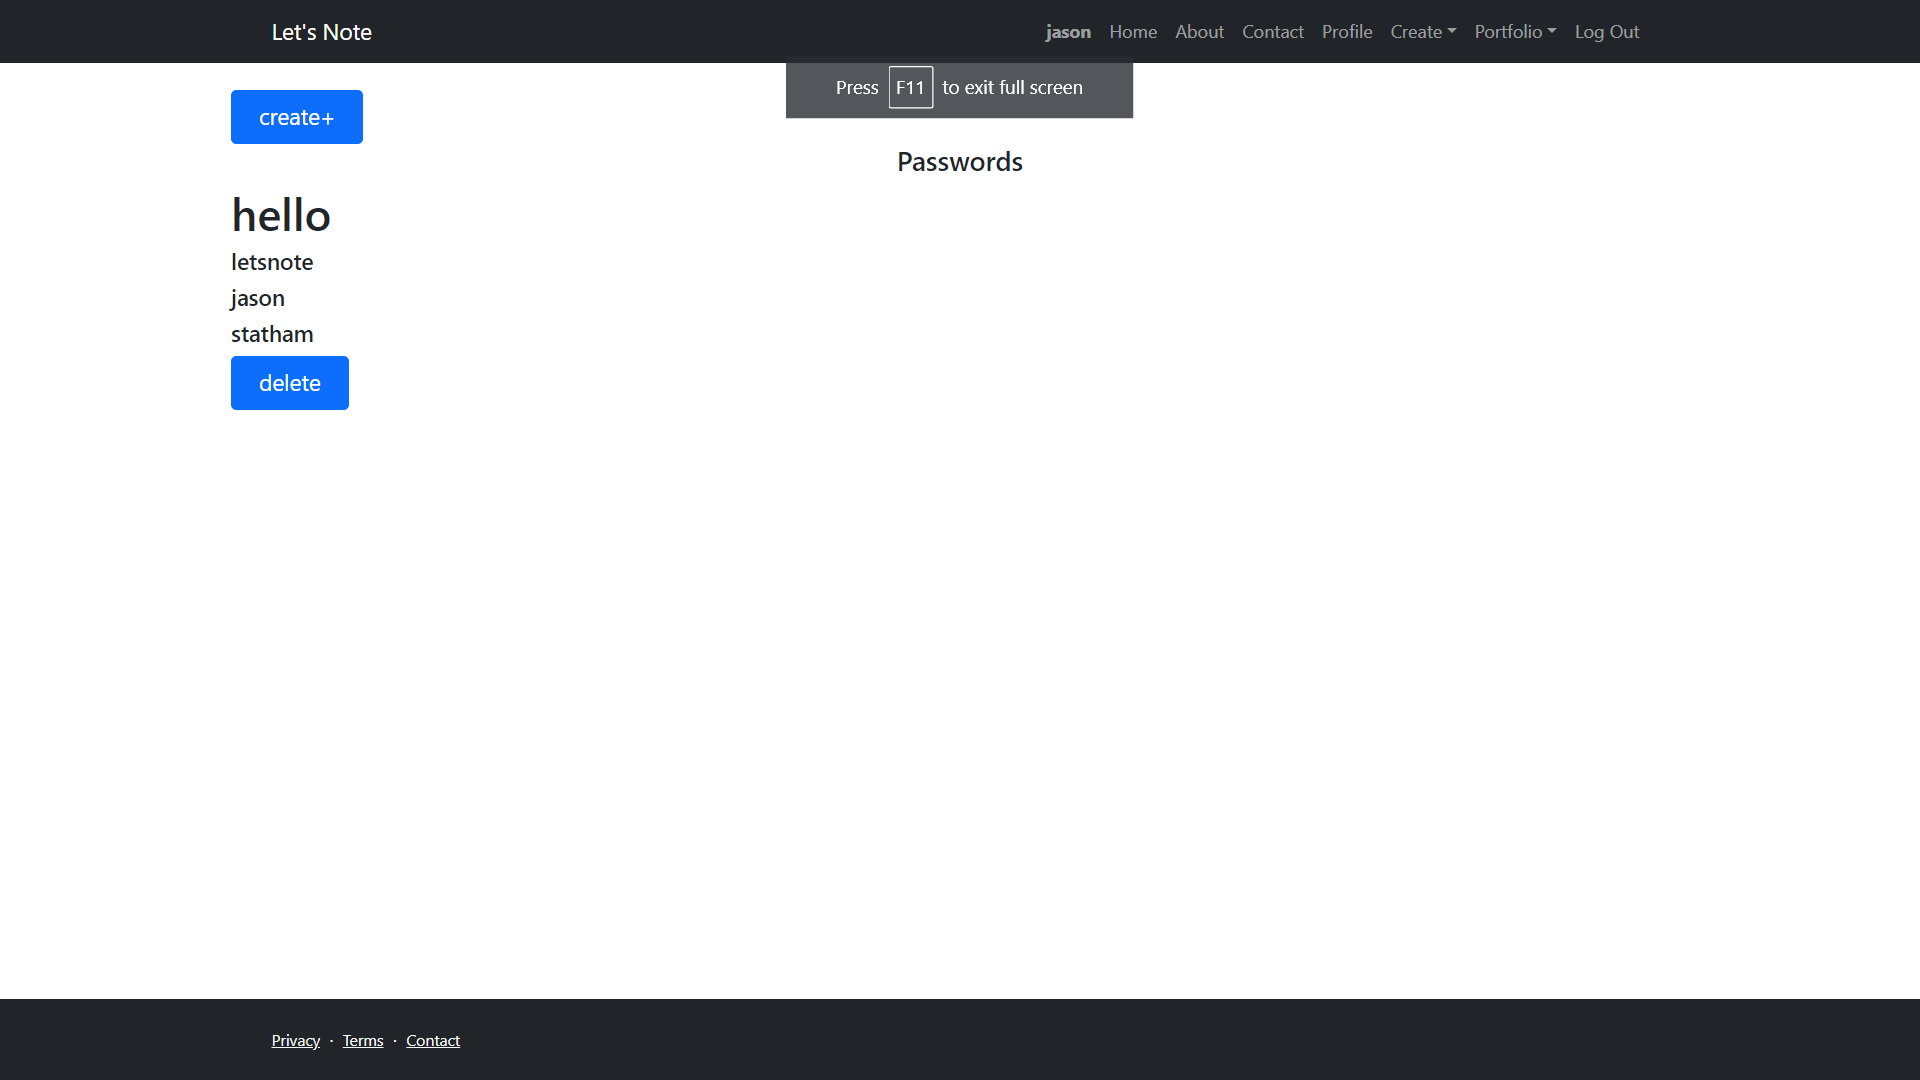 Let's Note
jason Home About Contact Profile Create Portfolio Log Out
Press F11 to exit full screen
create+
Passwords
hello
letsnote
jason
statham
delete
Privacy · Terms · Contact